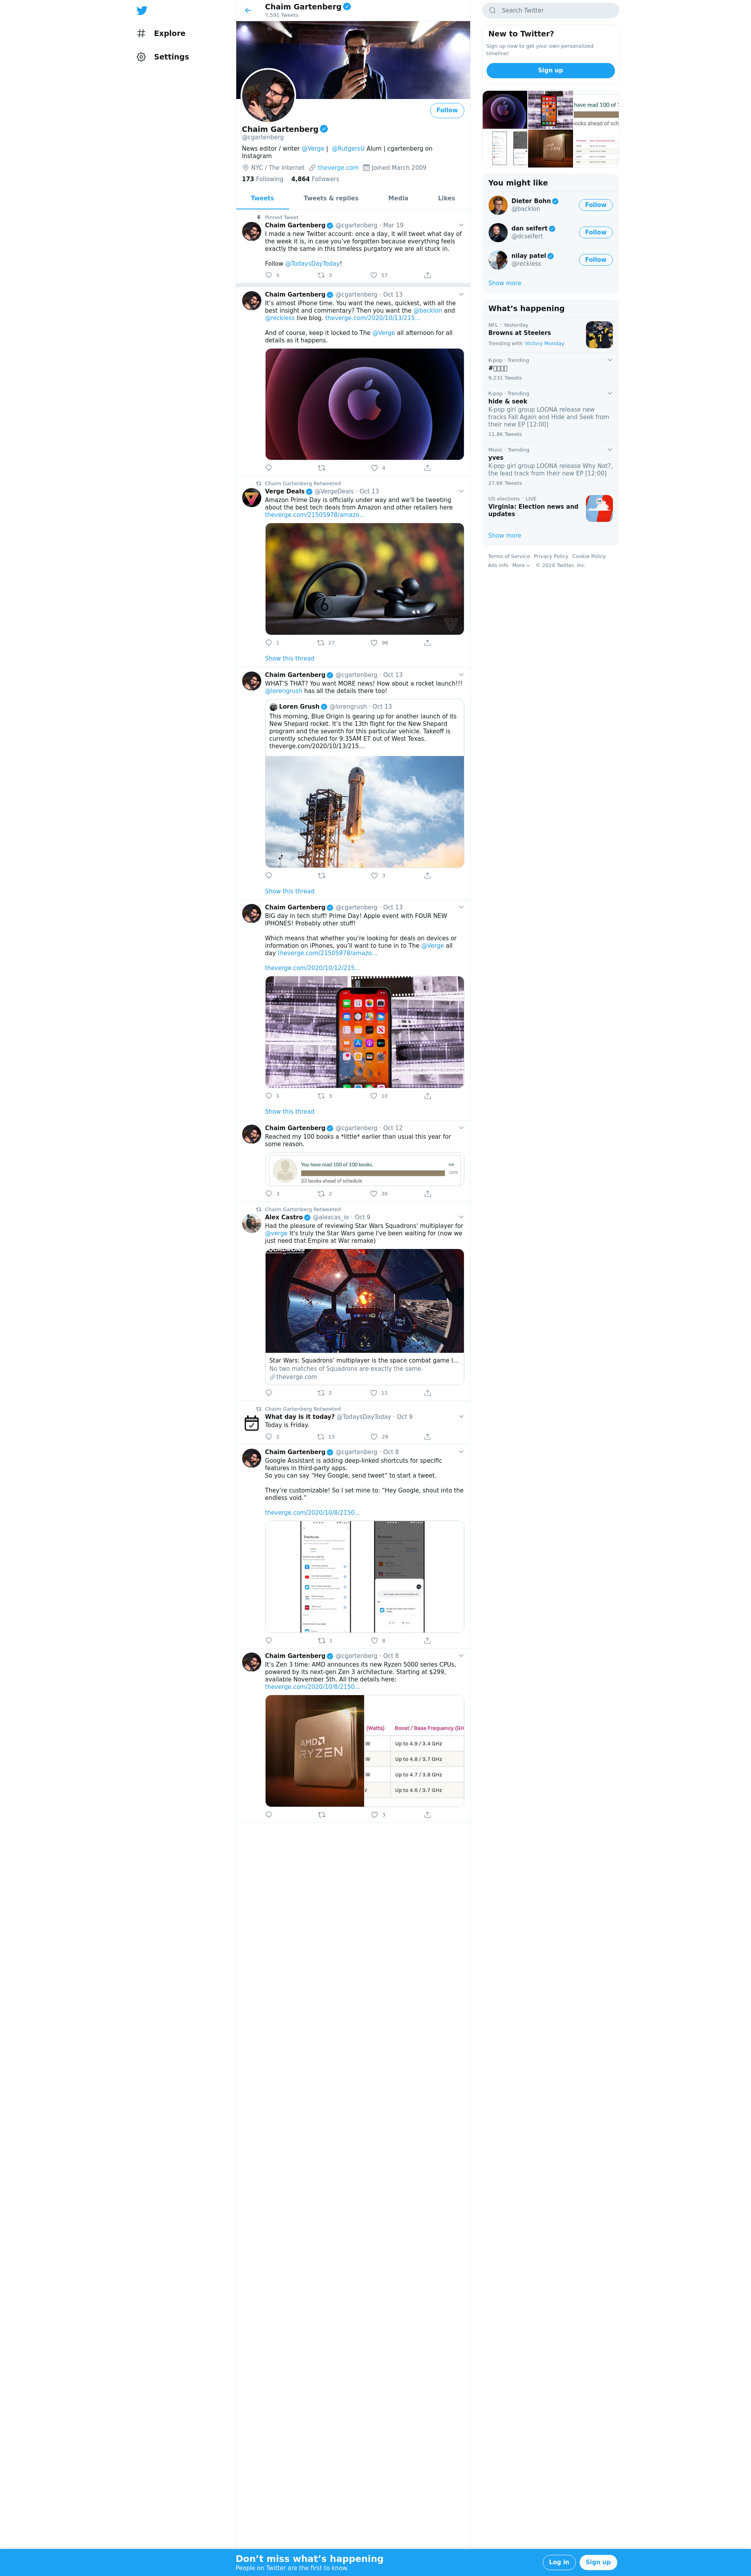 Explore
Settings
Chaim Gartenberg
7,591 Tweets
Follow
Chaim Gartenberg
@cgartenberg
News editor / writer @Verge | @RutgersU Alum | cgartenberg on
Instagram
NYC / The Internet theverge.com Joined March 2009
173 Following 4,864 Followers
Tweets Tweets & replies Media Likes
Pinned Tweet
Chaim Gartenberg @cgartenberg · Mar 19
I made a new Twitter account: once a day, it will tweet what day of
the week it is, in case you've forgotten because everything feels
exactly the same in this timeless purgatory we are all stuck in.
Follow @TodaysDayToday!
5 3 57
Chaim Gartenberg @cgartenberg · Oct 13
It's almost iPhone time. You want the news, quickest, with all the
best insight and commentary? Then you want the @backlon and
@reckless live blog. theverge.com/2020/10/13/215…
And of course, keep it locked to The @Verge all afternoon for all
details as it happens.
4
Chaim Gartenberg Retweeted
Verge Deals @VergeDeals · Oct 13
Amazon Prime Day is officially under way and we'll be tweeting
about the best tech deals from Amazon and other retailers here
theverge.com/21505978/amazo…
1 27 96
Show this thread
Chaim Gartenberg @cgartenberg · Oct 13
WHAT'S THAT? You want MORE news! How about a rocket launch!!!
@lorengrush has all the details there too!
Loren Grush @lorengrush · Oct 13
This morning, Blue Origin is gearing up for another launch of its
New Shepard rocket. It's the 13th flight for the New Shepard
program and the seventh for this particular vehicle. Takeoff is
currently scheduled for 9:35AM ET out of West Texas.
theverge.com/2020/10/13/215…
3
Show this thread
Chaim Gartenberg @cgartenberg · Oct 13
BIG day in tech stuff! Prime Day! Apple event with FOUR NEW
IPHONES! Probably other stuff!
Which means that whether you're looking for deals on devices or
information on iPhones, you'll want to tune in to The @Verge all
day theverge.com/21505978/amazo…
theverge.com/2020/10/12/215…
1 3 10
Show this thread
Chaim Gartenberg @cgartenberg · Oct 12
Reached my 100 books a *little* earlier than usual this year for
some reason.
You have read 100 of 100 books.
23 books ahead of schedule
3 2 30
Chaim Gartenberg Retweeted
Alex Castro @alexcas_io · Oct 9
Had the pleasure of reviewing Star Wars Squadrons' multiplayer for
@verge It's truly the Star Wars game I've been waiting for (now we
just need that Empire at War remake)
SQUADRONS
Star Wars: Squadrons' multiplayer is the space combat game I…
No two matches of Squadrons are exactly the same.
theverge.com
2 11
Chaim Gartenberg Retweeted
What day is it today? @TodaysDayToday · Oct 9
Today is Friday.
2 13 28
Chaim Gartenberg @cgartenberg · Oct 8
Google Assistant is adding deep-linked shortcuts for specific
features in third-party apps.
So you can say "Hey Google, send tweet" to start a tweet.
They're customizable! So I set mine to: "Hey Google, shout into the
endless void."
theverge.com/2020/10/8/2150…
Shortcuts
Shortcuts
1 8
Chaim Gartenberg @cgartenberg · Oct 8
It's Zen 3 time: AMD announces its new Ryzen 5000 series CPUs,
powered by its next-gen Zen 3 architecture. Starting at $299,
available November 5th. All the details here:
theverge.com/2020/10/8/2150…
AMD
RYZEN
(Watts) Boost / Base Frequency (GH
W Up to 4.9 / 3.4 GHz
W Up to 4.8 / 3.7 GHz
W Up to 4.7 / 3.8 GHz
Up to 4.6 / 3.7 GHz
3
Search Twitter
New to Twitter?
Sign up now to get your own personalized
timeline!
Sign up
have read 100 of 1
ooks ahead of sch
You might like
Dieter Bohn
@backlon
Follow
dan seifert
@dcseifert
Follow
nilay patel
@reckless
Follow
Show more
What's happening
NFL · Yesterday
Browns at Steelers
Trending with Victory Monday
K-pop · Trending
#
9,231 Tweets
K-pop · Trending
hide & seek
K-pop girl group LOONA release new
tracks Fall Again and Hide and Seek from
their new EP [12:00]
11.8K Tweets
Music · Trending
yves
K-pop girl group LOONA release Why Not?,
the lead track from their new EP [12:00]
27.6K Tweets
US elections · LIVE
Virginia: Election news and
updates
Show more
Terms of Service Privacy Policy Cookie Policy
Ads info More © 2020 Twitter, Inc.
Don't miss what's happening
People on Twitter are the first to know.
Log in
Sign up